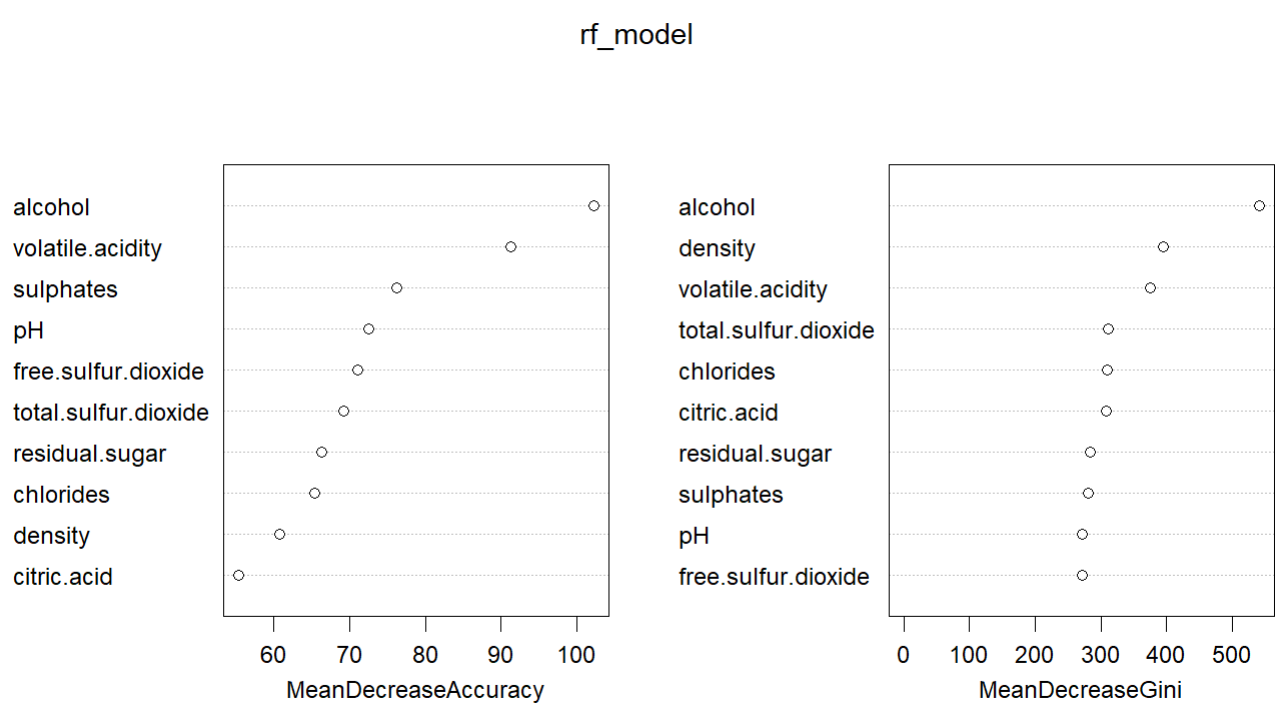 rf_model
alcohol
volatile.acidity
sulphates
pH
free.sulfur.dioxide
total.sulfur.dioxide
residual.sugar
chlorides
density
citric.acid
60 70 80 90 100
MeanDecreaseAccuracy
alcohol
density
volatile.acidity
total.sulfur.dioxide
chlorides
citric.acid
residual.sugar
sulphates
pH
free.sulfur.dioxide
0 100 200 300 400 500
MeanDecreaseGini